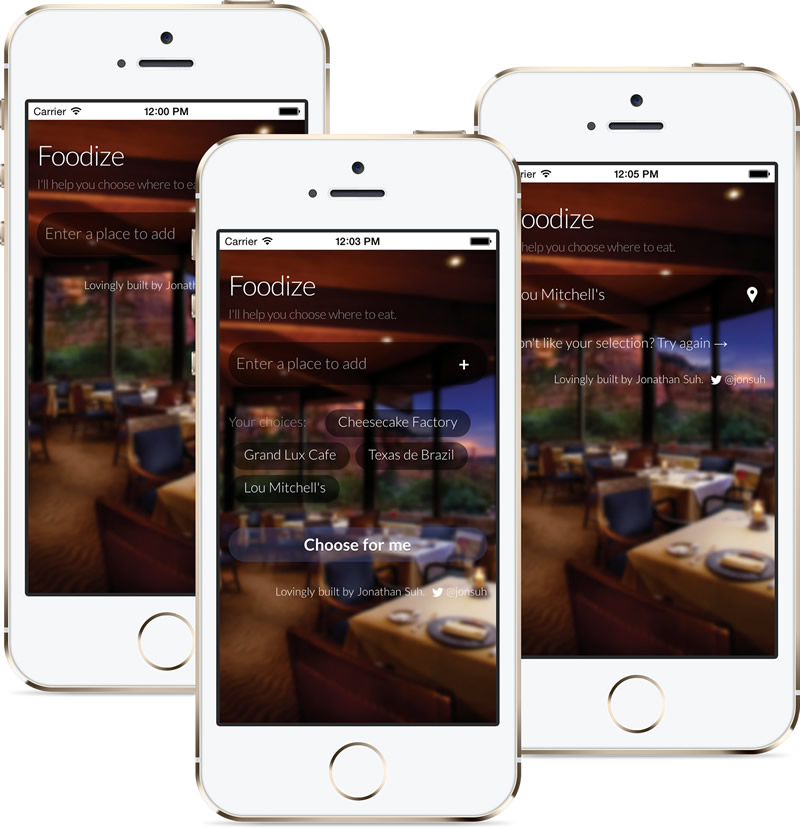 Carrier 12:00 PM
Foodize
I'll help you choose where to ea
Enter a place to add
Lovingly built by Jonath
Carrier 12:03 PM
Foodize
I'll help you choose where to eat.
Enter a place to add +
Your choices: Cheesecake Factory
Grand Lux Cafe Texas de Brazil
Lou Mitchell's
Choose for me
Lovingly built by Jonathan Suh. @jonsuh
rier 12:05 PM
oodize
help you choose where to eat.
ou Mitchell's
on't like your selection? Try again →
Lovingly built by Jonathan Suh. @jonsuh